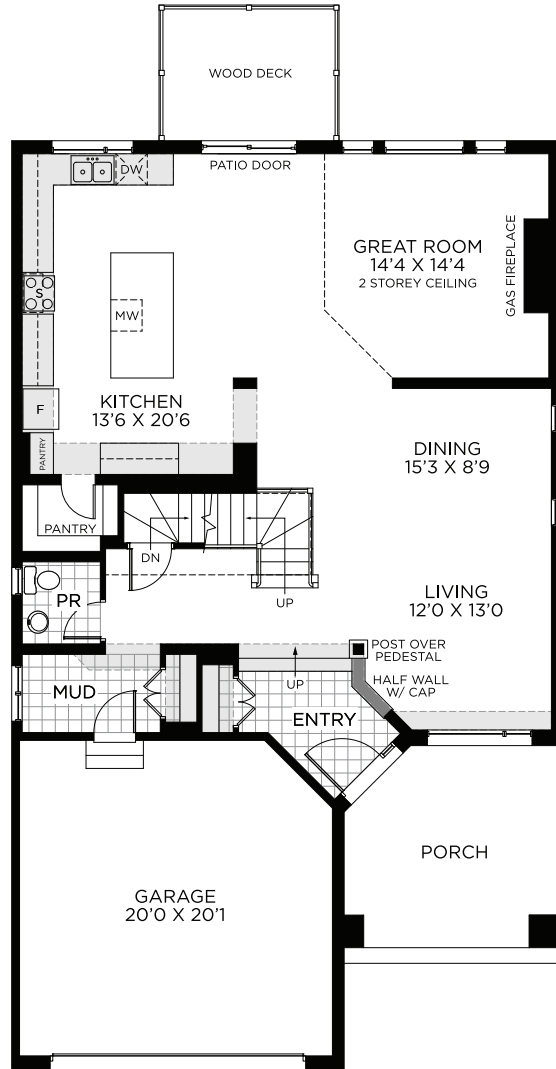 WOOD DECK
DW
PATIO DOOR
GREAT ROOM
14'4 X 14'4
2 STOREY CEILING
GAS FIREPLACE
S
MW
KITCHEN
13'6 X 20'6
F
PANTRY
DINING
15'3 X 8'9
PANTRY
DN
UP
PR
LIVING
12'0 X 13'0
POST OVER
PEDESTAL
UP
HALF WALL
W/ CAP
MUD
ENTRY
PORCH
GARAGE
20'0 X 20'1